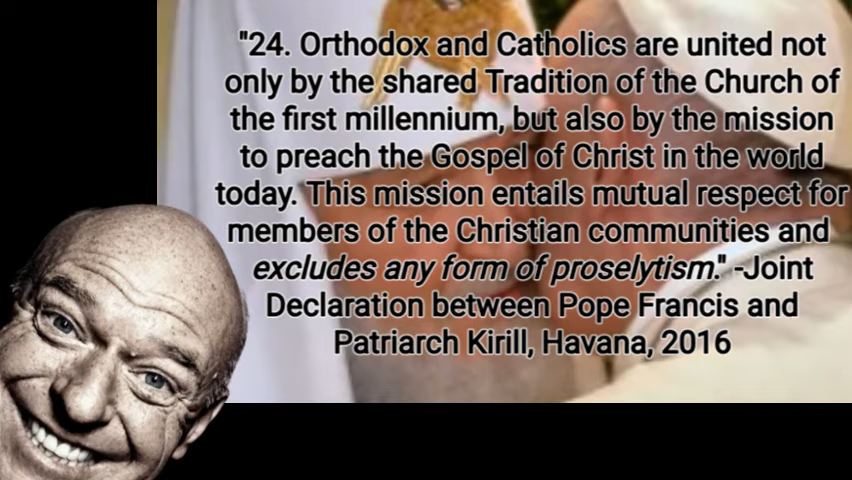 "24. Orthodox and Catholics are united not
only by the shared Tradition of the Church of
the first millennium, but also by the mission
to preach the Gospel of Christ in the world
today. This mission entails mutual respect for
members of the Christian communities and
excludes any form of proselytism." -Joint
Declaration between Pope Francis and
Patriarch Kirill, Havana, 2016